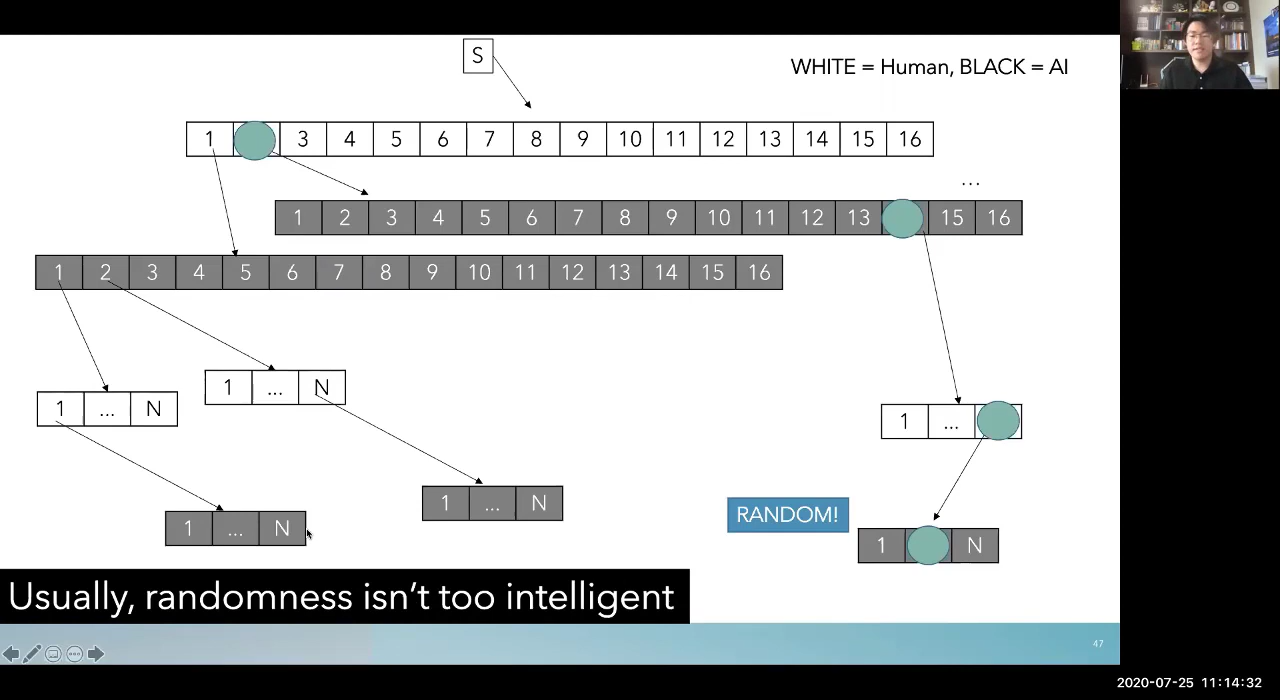 S
WHITE = Human, BLACK = AI
1 3 4 5 6 7 8 9 10 11 12 13 14 15 16
...
1 2 3 4 5 6 7 8 9 10 11 12 13 15 16
1 2 3 4 5 6 7 8 9 10 11 12 13 14 15 16
1 ... N
1 ... N
1 ...
1 ... N
RANDOM!
1 ... N
1 N
Usually, randomness isn't too intelligent
47
2020-07-25 11:14:32